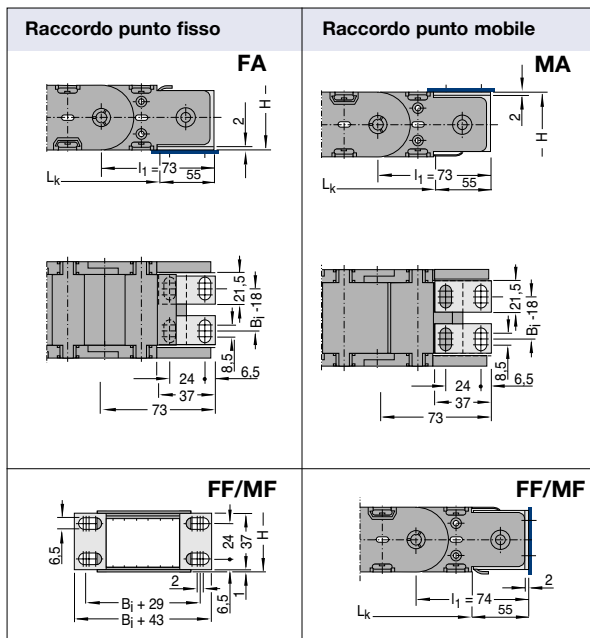 Raccordo punto fisso
Raccordo punto mobile
FA
MA
H
2
l1 = 73
Lk
55
2
H
l1 = 73
Lk
55
21,5
Bi -18
8,5
24
6,5
37
73
21,5
Bi -18
8,5
24
6,5
37
73
FF/MF
FF/MF
6,5
24
37
H
2
6,5
1
Bi + 29
Bi + 43
2
l1 = 74
Lk
55